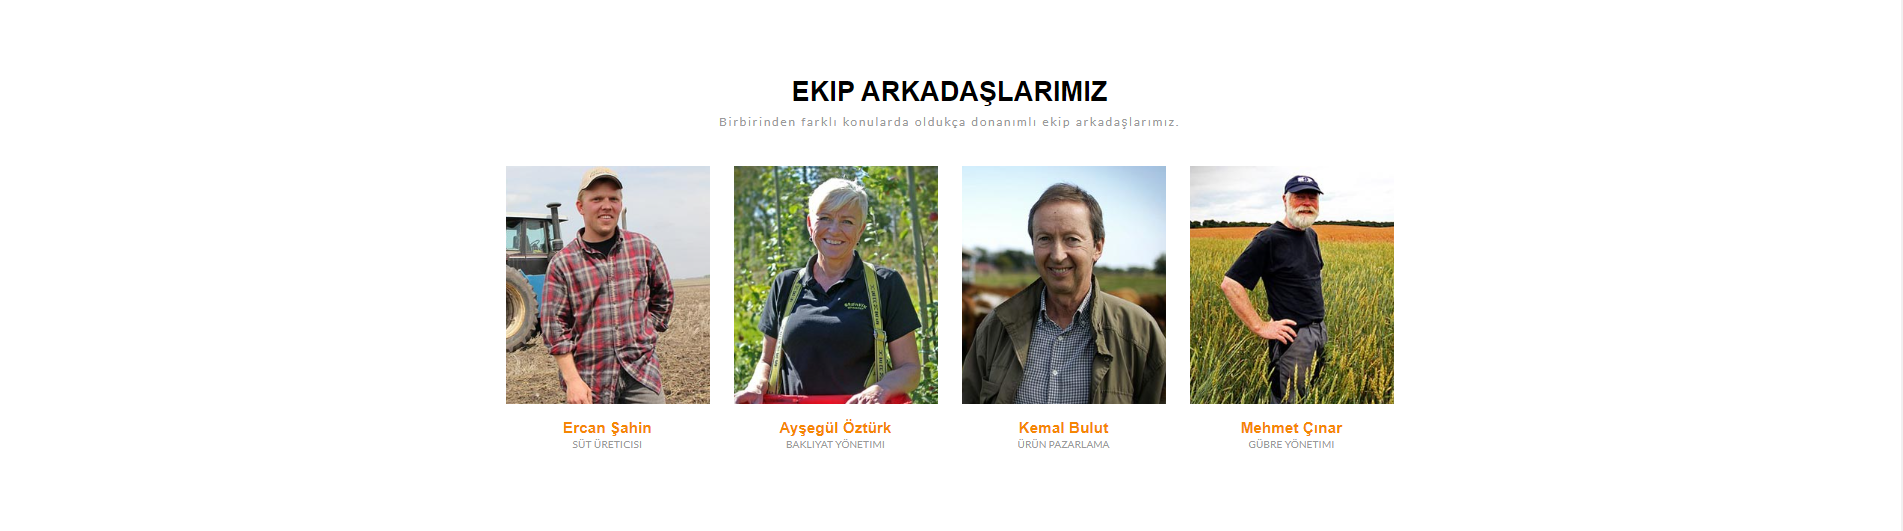 EKIP ARKADAŞLARIMIZ
Birbirinden farklı konularda oldukça donanımlı ekip arkadaşlarımız.
Ercan Şahin
SÜT ÜRETICISI
Ayşegül Öztürk
BAKLIYAT YÖNETIMI
Kemal Bulut
ÜRÜN PAZARLAMA
Mehmet Çınar
GÜBRE YÖNETIMI